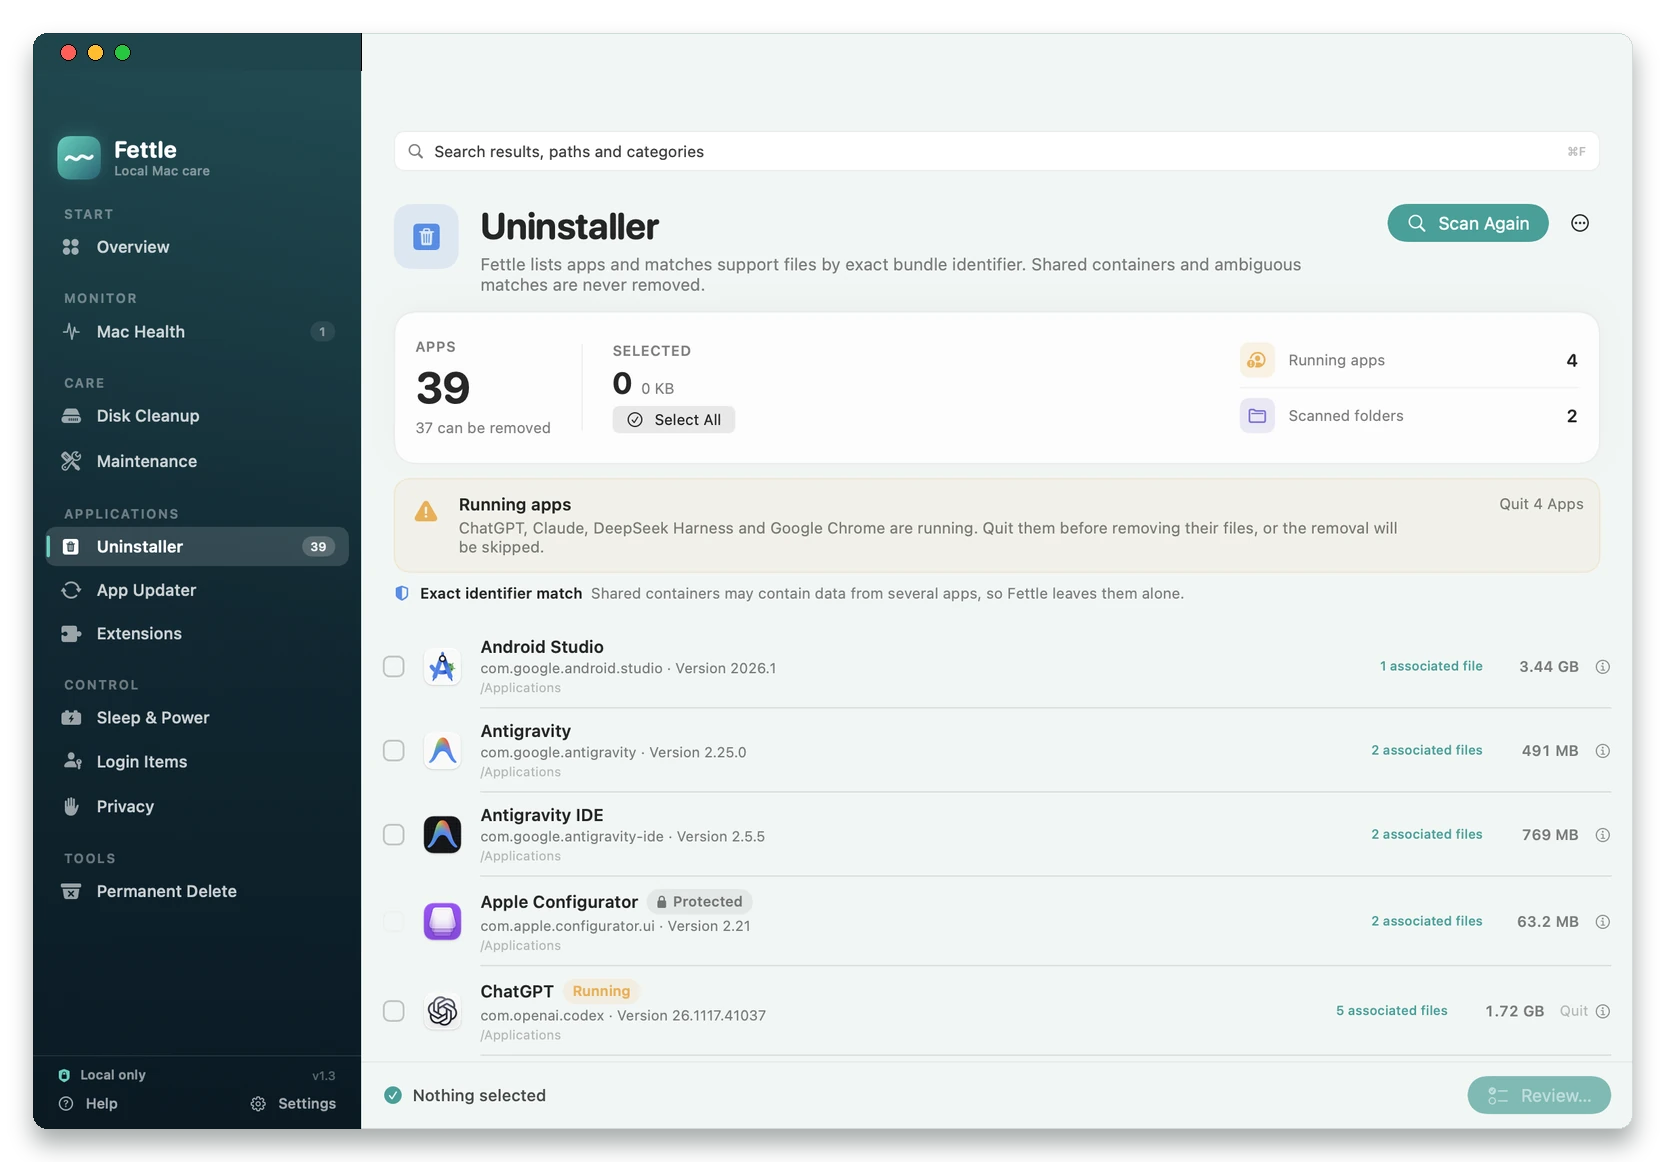 Fettle
Local Mac care
START
Overview
MONITOR
Mac Health 1
CARE
Disk Cleanup
Maintenance
APPLICATIONS
Uninstaller 39
App Updater
Extensions
CONTROL
Sleep & Power
Login Items
Privacy
TOOLS
Permanent Delete
Local only v1.3
Help Settings
Search results, paths and categories ⌘F
Uninstaller
Scan Again
Fettle lists apps and matches support files by exact bundle identifier. Shared containers and ambiguous
matches are never removed.
APPS
39
37 can be removed
SELECTED
0 0 KB
Select All
Running apps 4
Scanned folders 2
Running apps
Quit 4 Apps
ChatGPT, Claude, DeepSeek Harness and Google Chrome are running. Quit them before removing their files, or the removal will
be skipped.
Exact identifier match Shared containers may contain data from several apps, so Fettle leaves them alone.
Android Studio
com.google.android.studio · Version 2026.1
/Applications
1 associated file 3.44 GB
Antigravity
com.google.antigravity · Version 2.25.0
/Applications
2 associated files 491 MB
Antigravity IDE
com.google.antigravity-ide · Version 2.5.5
/Applications
2 associated files 769 MB
Apple Configurator Protected
com.apple.configurator.ui · Version 2.21
/Applications
2 associated files 63.2 MB
ChatGPT Running
com.openai.codex · Version 26.1117.41037
/Applications
5 associated files 1.72 GB Quit
Nothing selected
Review...